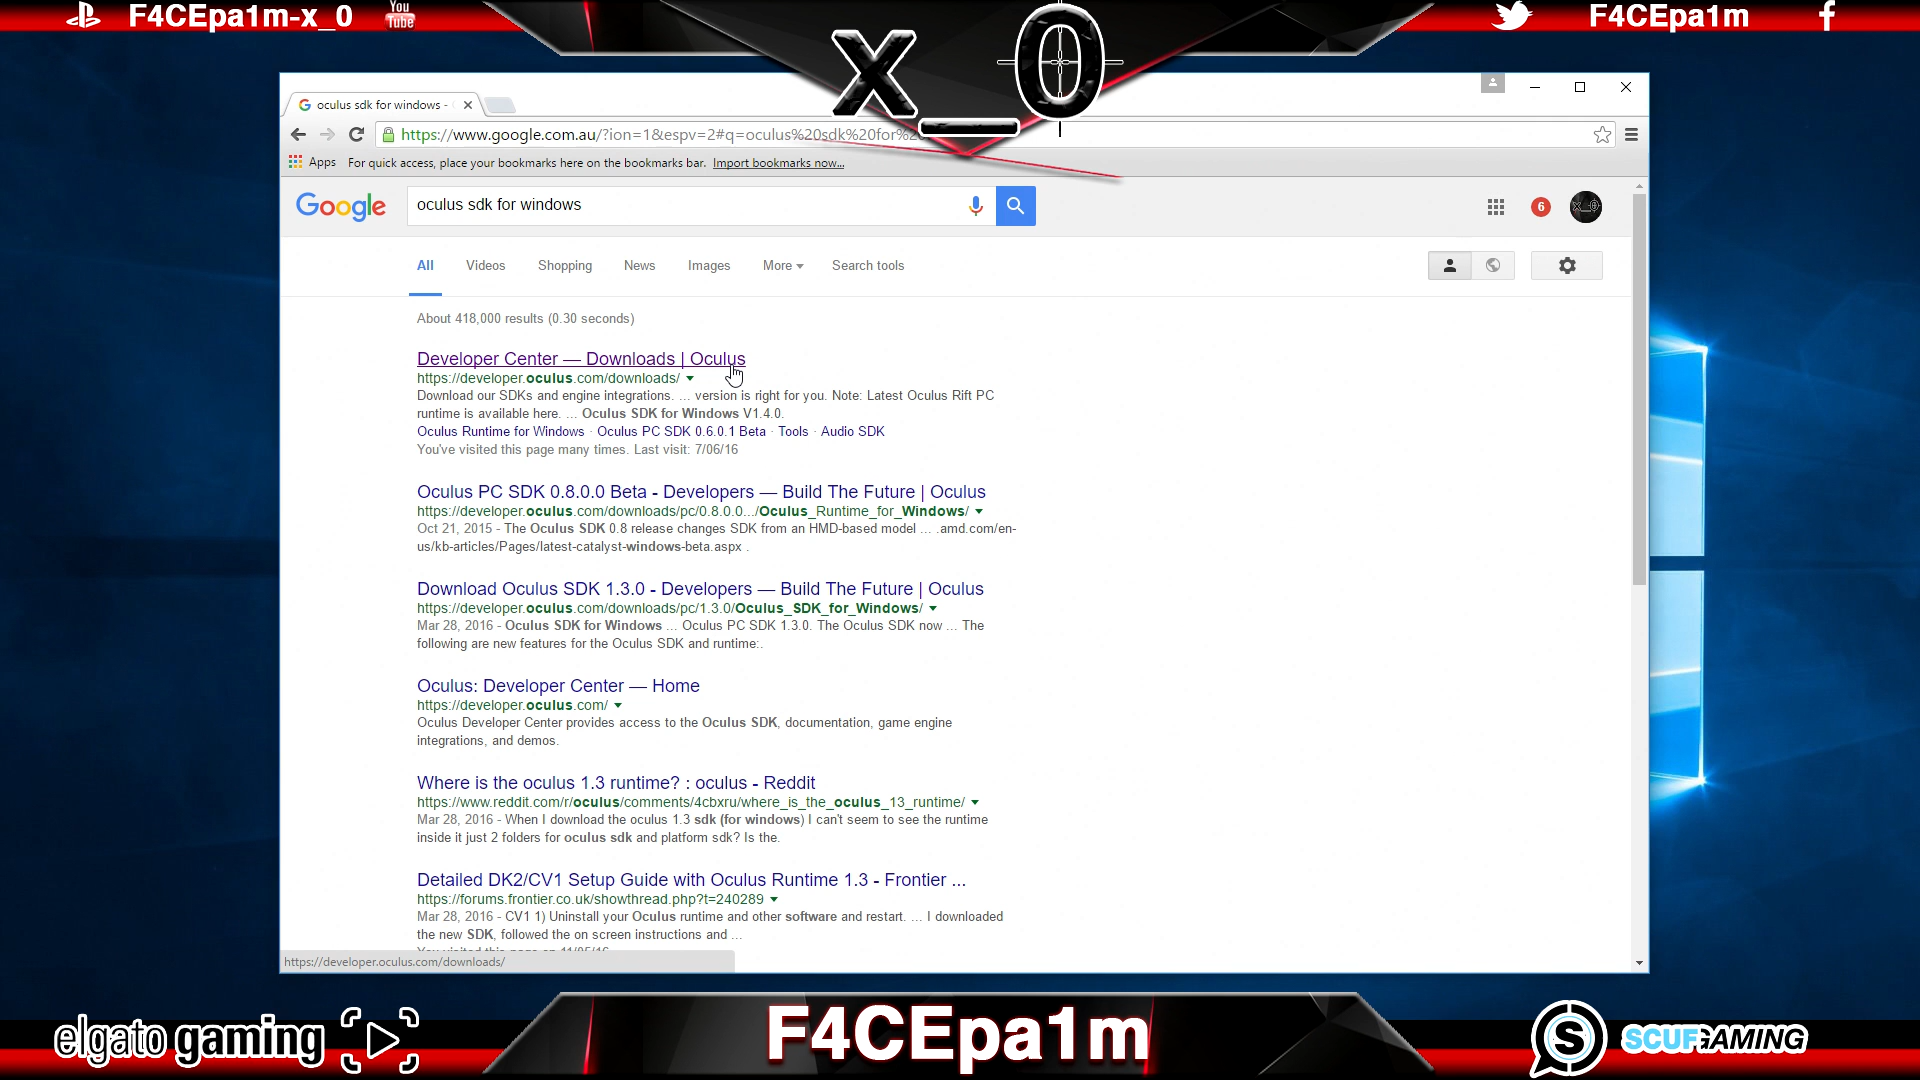 F4CEpa1m-x_0
You
Tube
F4CEpa1m
x_0
oculus sdk for windows -
https://www.google.com.au/?ion=1&espv=2#q=oculus%20sdk%20for%2
Apps For quick access, place your bookmarks here on the bookmarks bar. Import bookmarks now...
Google
oculus sdk for windows
6
All Videos Shopping News Images More Search tools
About 418,000 results (0.30 seconds)
Developer Center — Downloads | Oculus
https://developer.oculus.com/downloads/
Download our SDKs and engine integrations. ... version is right for you. Note: Latest Oculus Rift PC
runtime is available here. ... Oculus SDK for Windows V1.4.0.
Oculus Runtime for Windows · Oculus PC SDK 0.6.0.1 Beta · Tools · Audio SDK
You've visited this page many times. Last visit: 7/06/16
Oculus PC SDK 0.8.0.0 Beta - Developers — Build The Future | Oculus
https://developer.oculus.com/downloads/pc/0.8.0.0.../Oculus_Runtime_for_Windows/
Oct 21, 2015 - The Oculus SDK 0.8 release changes SDK from an HMD-based model ... .amd.com/en-
us/kb-articles/Pages/latest-catalyst-windows-beta.aspx .
Download Oculus SDK 1.3.0 - Developers — Build The Future | Oculus
https://developer.oculus.com/downloads/pc/1.3.0/Oculus_SDK_for_Windows/
Mar 28, 2016 - Oculus SDK for Windows ... Oculus PC SDK 1.3.0. The Oculus SDK now ... The
following are new features for the Oculus SDK and runtime:.
Oculus: Developer Center — Home
https://developer.oculus.com/
Oculus Developer Center provides access to the Oculus SDK, documentation, game engine
integrations, and demos.
Where is the oculus 1.3 runtime? : oculus - Reddit
https://www.reddit.com/r/oculus/comments/4cbxru/where_is_the_oculus_13_runtime/
Mar 28, 2016 - When I download the oculus 1.3 sdk (for windows) I can't seem to see the runtime
inside it just 2 folders for oculus sdk and platform sdk? Is the.
Detailed DK2/CV1 Setup Guide with Oculus Runtime 1.3 - Frontier ...
https://forums.frontier.co.uk/showthread.php?t=240289
Mar 28, 2016 - CV1 1) Uninstall your Oculus runtime and other software and restart. ... I downloaded
the new SDK, followed the on screen instructions and ...
https://developer.oculus.com/downloads/
elgato gaming
F4CEpa1m
SCUFGAMING